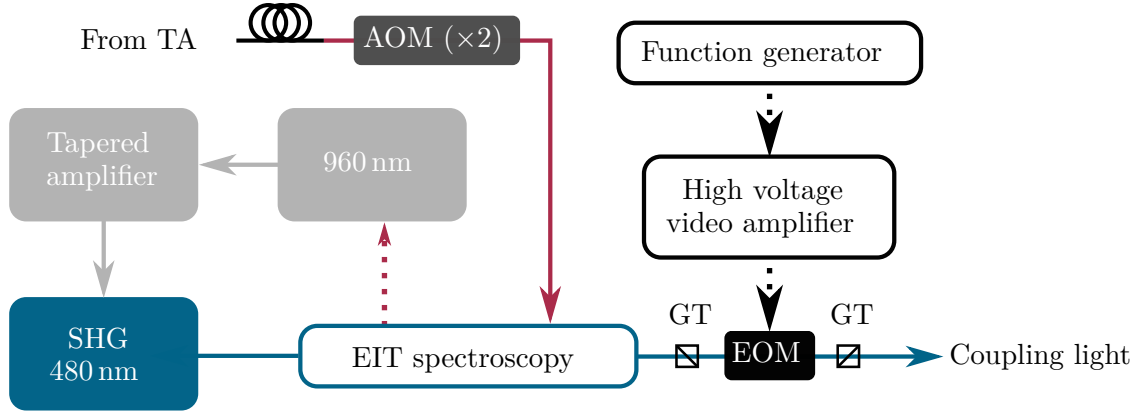 From TA
AOM (×2)
Function generator
Tapered
amplifier
960 nm
High voltage
video amplifier
SHG
480 nm
EIT spectroscopy
GT
EOM
GT
Coupling light